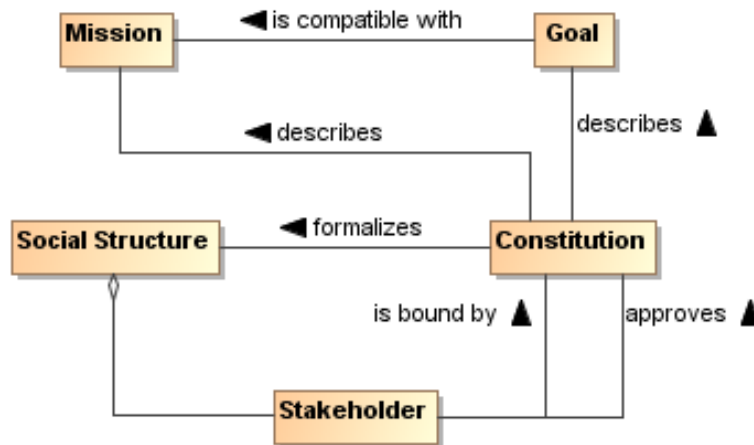 Mission
is compatible with
Goal
describes
describes
Social Structure
formalizes
Constitution
is bound by
approves
Stakeholder